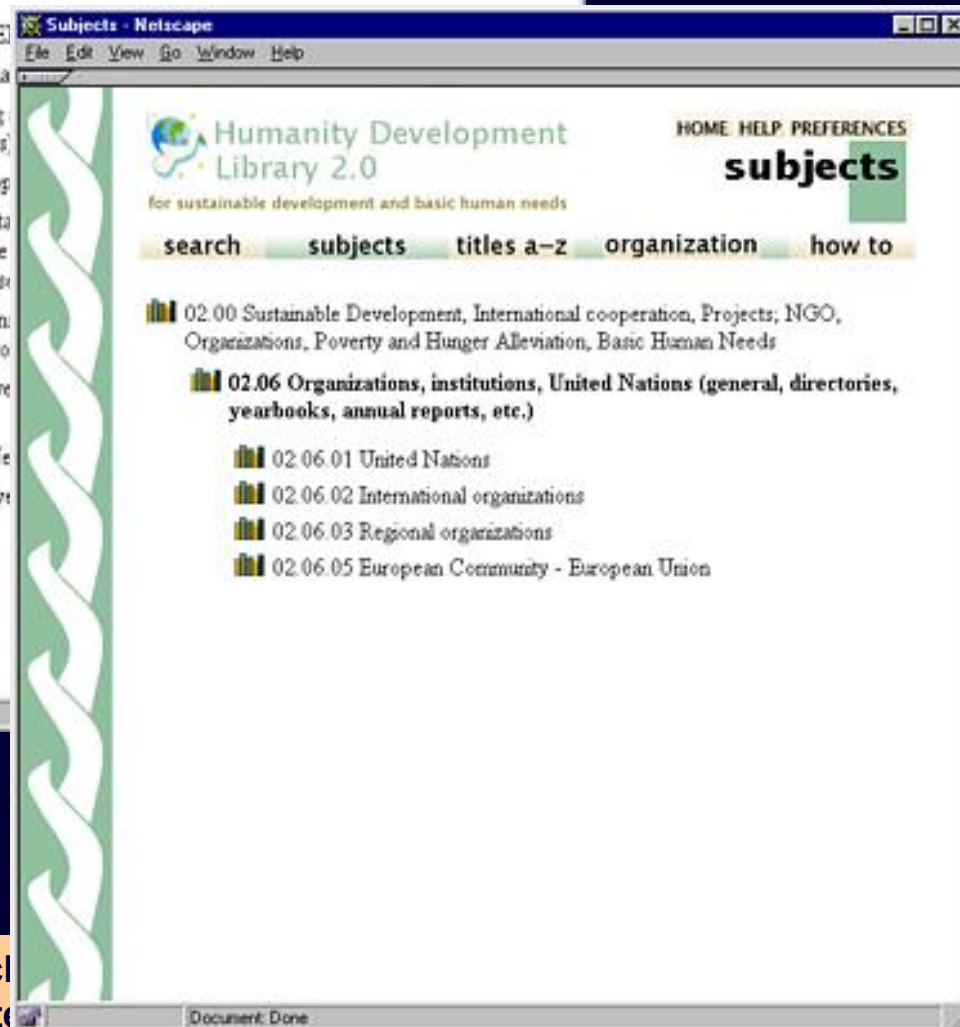 Subjects - Netscape
File Edit View Go Window Help
Humanity Development
Library 2.0
for sustainable development and basic human needs
HOME HELP PREFERENCES
subjects
search subjects titles a–z organization how to
02.00 Sustainable Development, International cooperation, Projects; NGO,
Organizations, Poverty and Hunger Alleviation, Basic Human Needs
02.06 Organizations, institutions, United Nations (general, directories,
yearbooks, annual reports, etc.)
02.06.01 United Nations
02.06.02 International organizations
02.06.03 Regional organizations
02.06.05 European Community - European Union
Document: Done